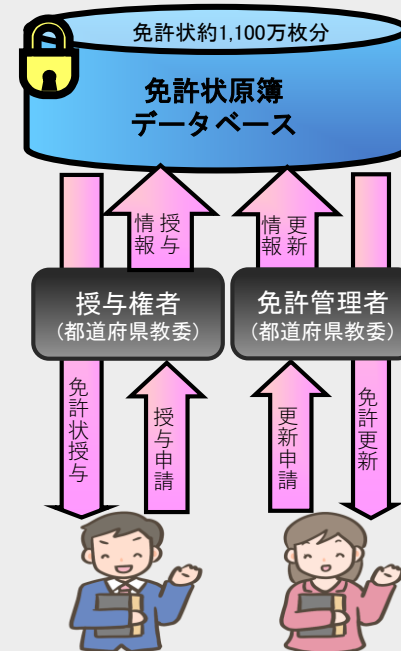 免許状約1,100万枚分
免許状原簿
データベース
授与
情報
更新
情報
授与権者
(都道府県教委)
免許管理者
(都道府県教委)
免許状授与
授与申請
更新申請
免許更新